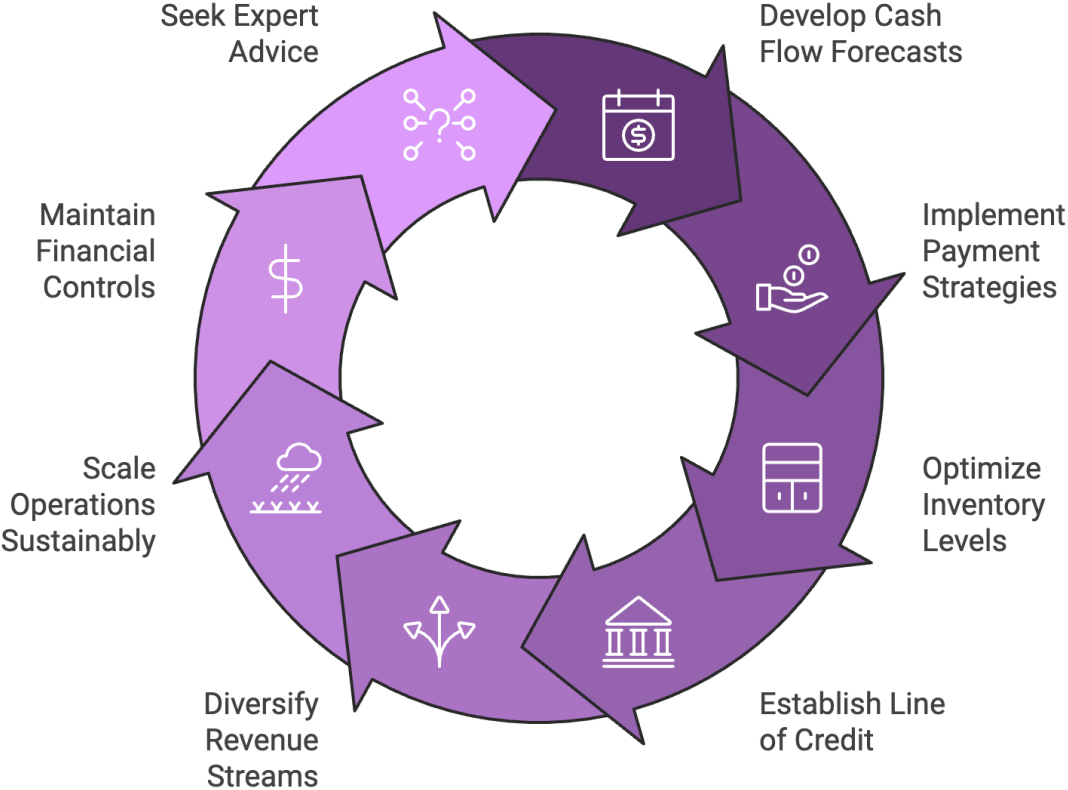 Seek Expert
Advice
Develop Cash
Flow Forecasts
Implement
Payment
Strategies
Optimize
Inventory
Levels
Establish Line
of Credit
Diversify
Revenue
Streams
Scale
Operations
Sustainably
Maintain
Financial
Controls